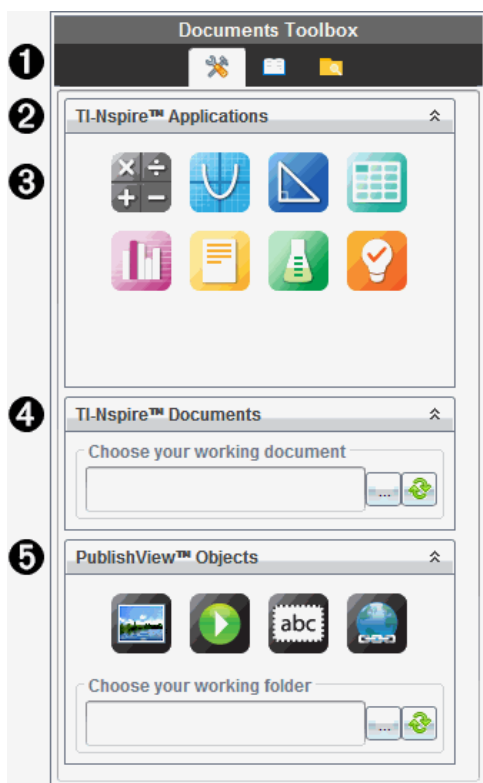 Documents Toolbox
1
2
TI-Nspire™ Applications
3
× ÷
+ −
4
TI-Nspire™ Documents
Choose your working document
...
5
PublishView™ Objects
abc
Choose your working folder
...